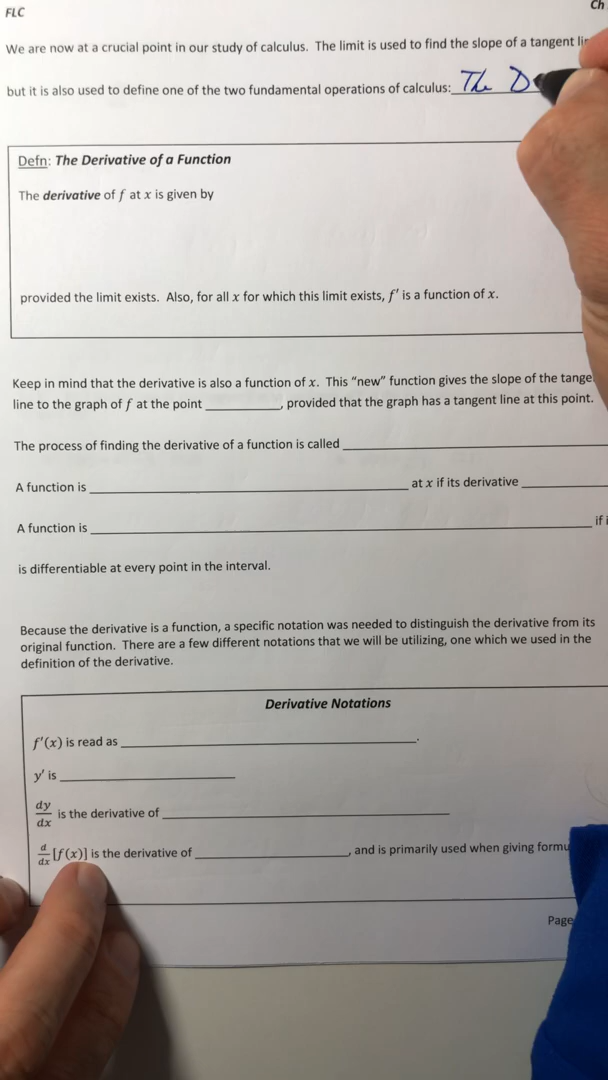 FLC
Ch
We are now at a crucial point in our study of calculus. The limit is used to find the slope of a tangent
but it is also used to define one of the two fundamental operations of calculus: The
Defn: The Derivative of a Function
The derivative of f at x is given by
provided the limit exists. Also, for all x for which this limit exists, f′ is a function of x.
Keep in mind that the derivative is also a function of x. This “new” function gives the slope of the
line to the graph of f at the point __________, provided that the graph has a tangent line at this point.
The process of finding the derivative of a function is called __________
A function is __________ at x if its derivative __________
A function is __________ if
is differentiable at every point in the interval.
Because the derivative is a function, a specific notation was needed to distinguish the derivative from its
original function. There are a few different notations that we will be utilizing, one which we used in the
definition of the derivative.
Derivative Notations
f′(x) is read as __________.
y′ is __________
dy/dx is the derivative of __________
d/dx [f(x)] is the derivative of __________, and is primarily used when giving
Page